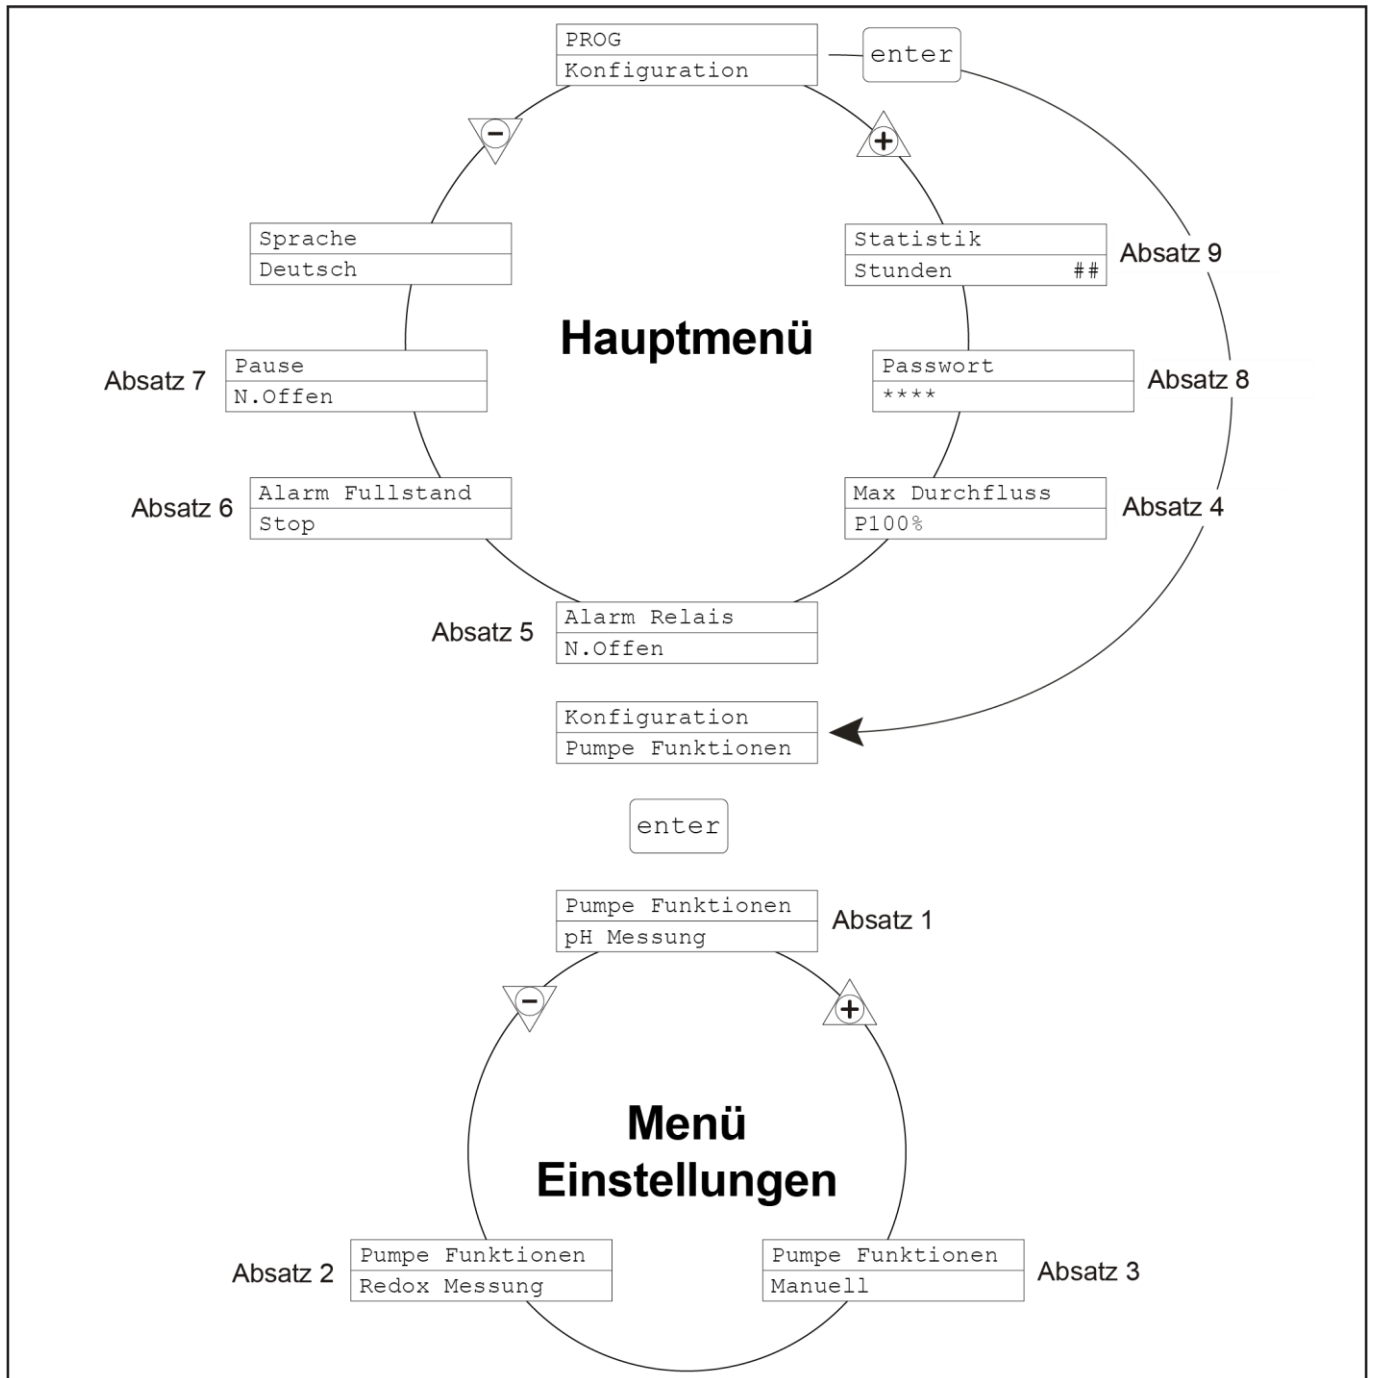 PROG
Konfiguration
enter
−
+
Sprache
Deutsch
Statistik
Stunden ##
Absatz 9
Hauptmenü
Absatz 7
Pause
N.Offen
Passwort
****
Absatz 8
Absatz 6
Alarm Fullstand
Stop
Max Durchfluss
P100%
Absatz 4
Absatz 5
Alarm Relais
N.Offen
Konfiguration
Pumpe Funktionen
enter
Pumpe Funktionen
pH Messung
Absatz 1
−
+
Menü
Einstellungen
Absatz 2
Pumpe Funktionen
Redox Messung
Pumpe Funktionen
Manuell
Absatz 3